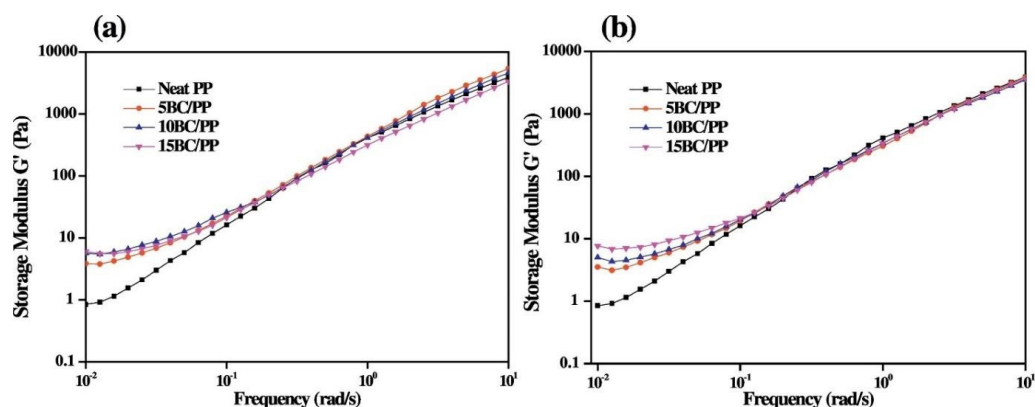 (a)
Storage Modulus G' (Pa)
10000
1000
100
10
1
0.1
Neat PP
5BC/PP
10BC/PP
15BC/PP
10⁻²
10⁻¹
10⁰
10¹
Frequency (rad/s)
(b)
Storage Modulus G' (Pa)
10000
1000
100
10
1
0.1
Neat PP
5BC/PP
10BC/PP
15BC/PP
10⁻²
10⁻¹
10⁰
10¹
Frequency (rad/s)